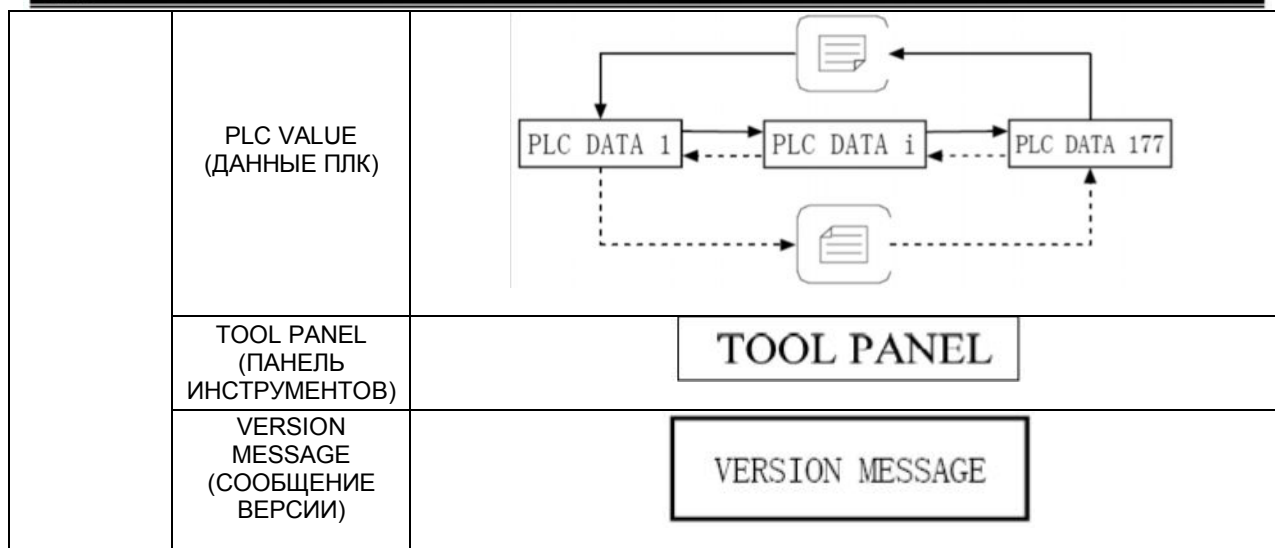 PLC VALUE
(ДАННЫЕ ПЛК)
PLC DATA 1
PLC DATA i
PLC DATA 177
TOOL PANEL
(ПАНЕЛЬ
ИНСТРУМЕНТОВ)
TOOL PANEL
VERSION
MESSAGE
(СООБЩЕНИЕ
ВЕРСИИ)
VERSION MESSAGE